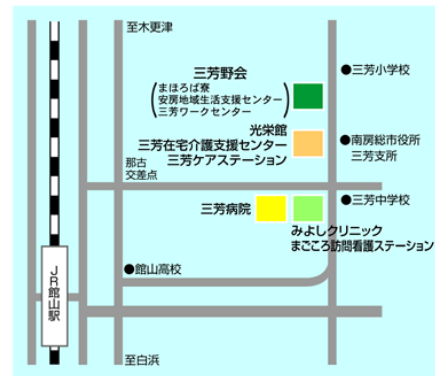 至木更津
三芳野会
まほろば寮
安房地域生活支援センター
三芳ワークセンター
●三芳小学校
光栄館
三芳在宅介護支援センター
三芳ケアステーション
●南房総市役所
三芳支所
那古
交差点
三芳病院
●三芳中学校
みよしクリニック
まごころ訪問看護ステーション
●館山高校
JR館山駅
至白浜